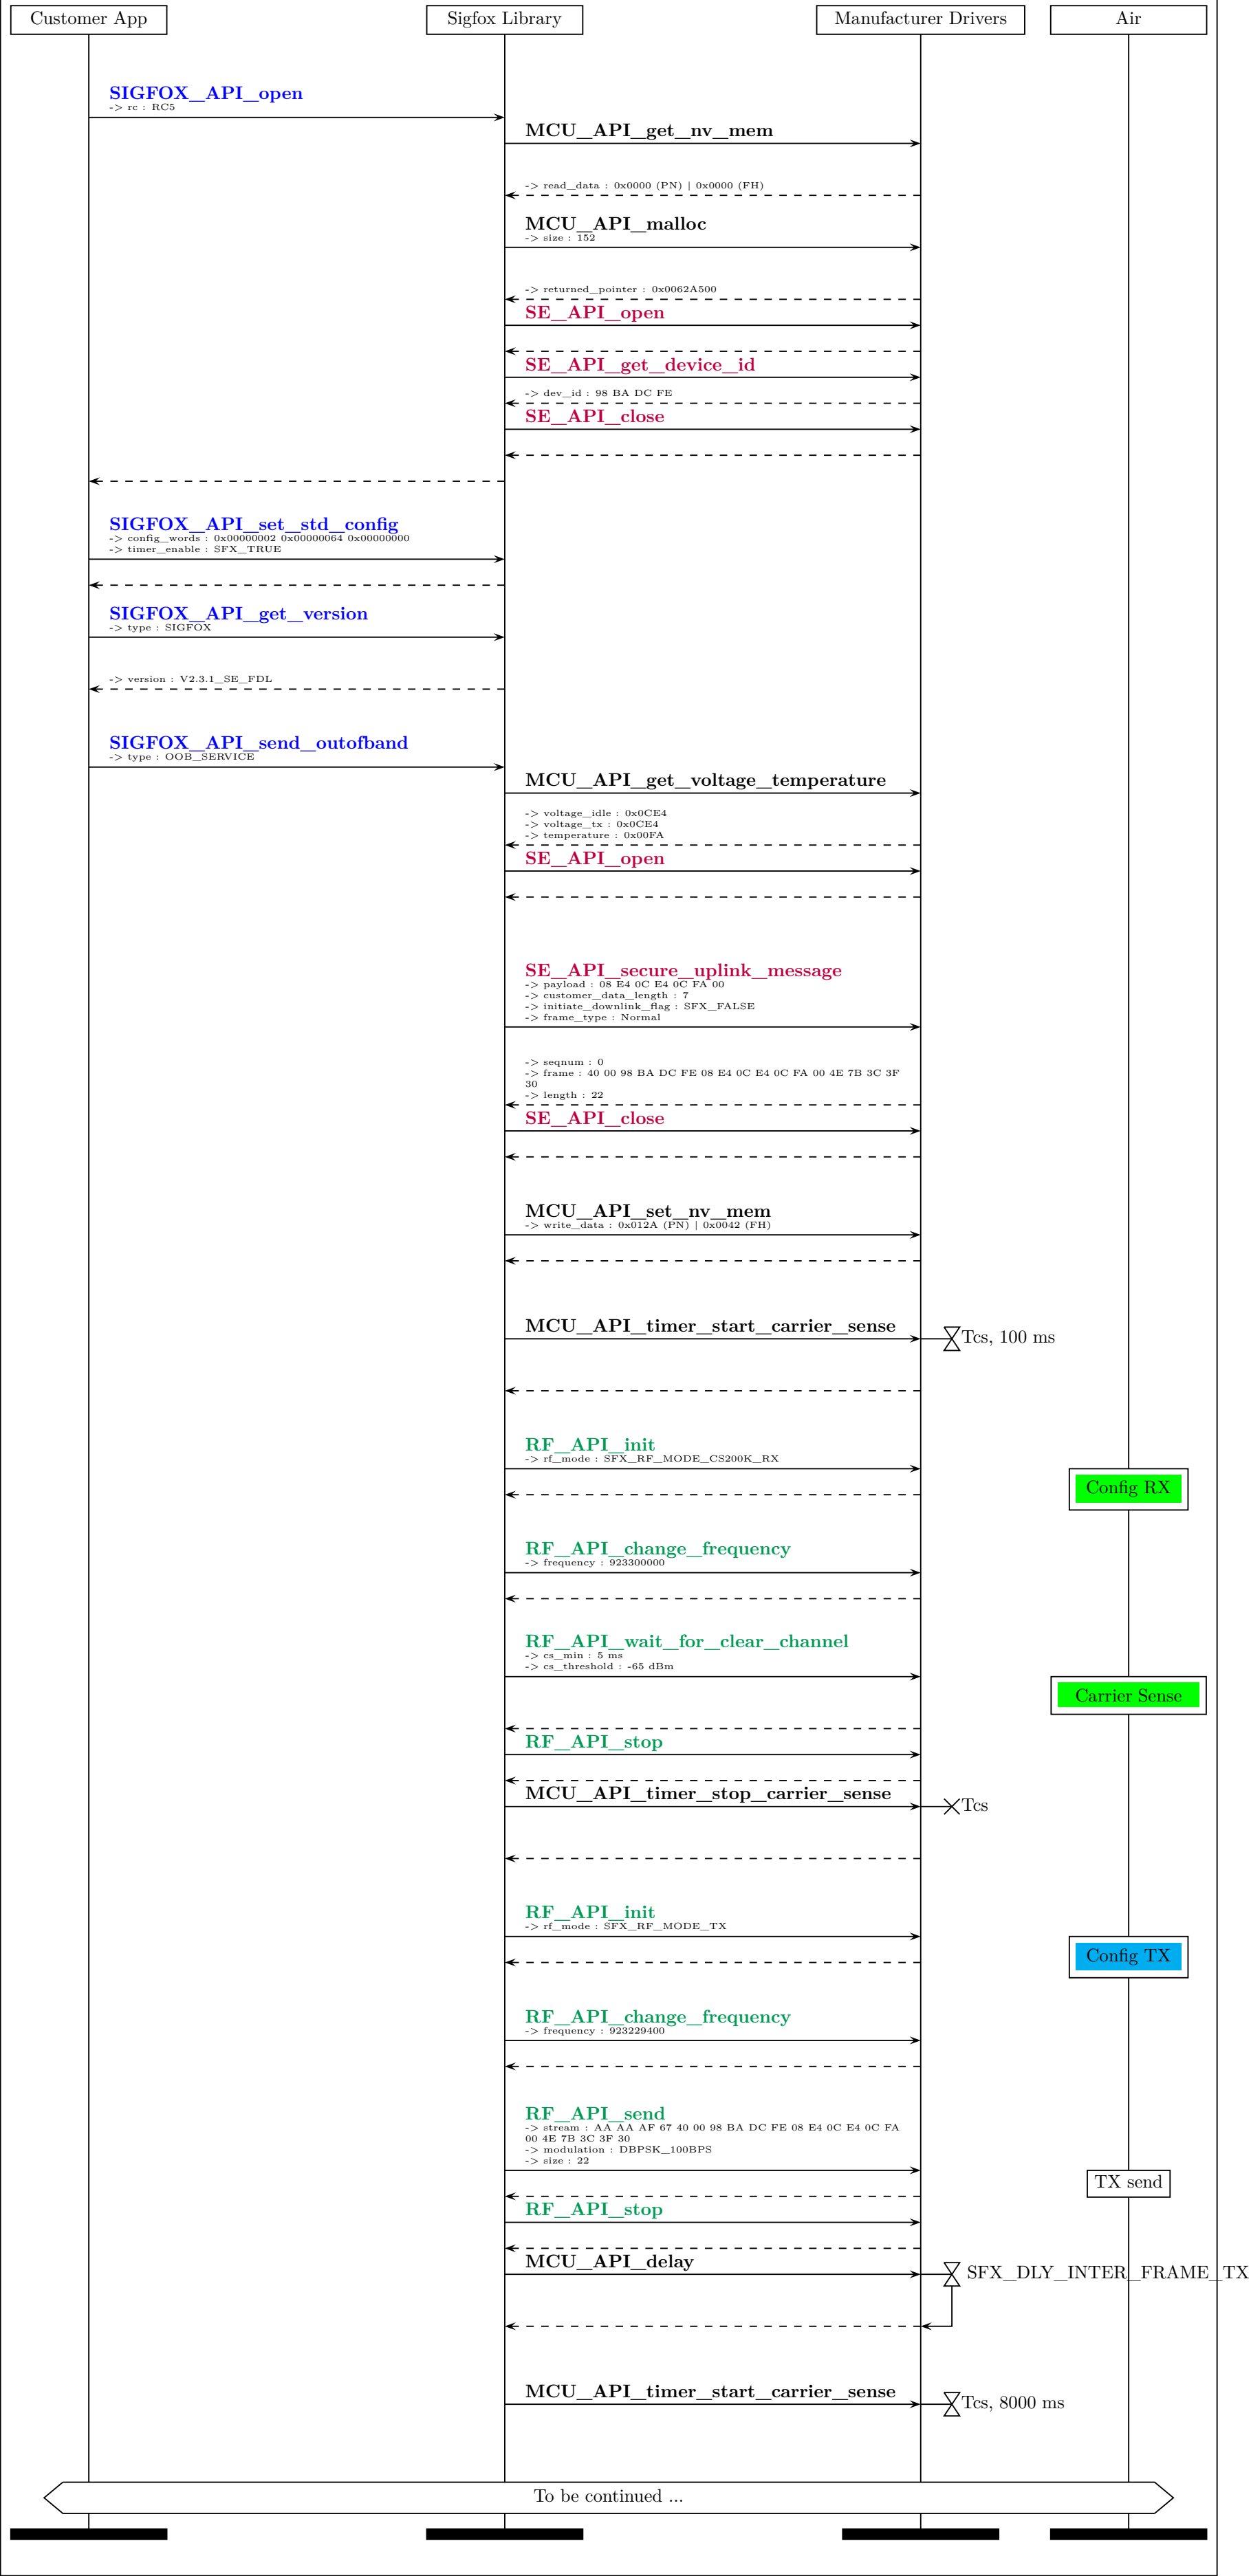 Customer App
Sigfox Library
Manufacturer Drivers
Air
SIGFOX_API_open
-> rc : RC5
MCU_API_get_nv_mem
-> read_data : 0x0000 (PN) | 0x0000 (FH)
MCU_API_malloc
-> size : 152
-> returned_pointer : 0x0062A500
SE_API_open
SE_API_get_device_id
-> dev_id : 98 BA DC FE
SE_API_close
SIGFOX_API_set_std_config
-> config_words : 0x00000002 0x00000064 0x00000000
-> timer_enable : SFX_TRUE
SIGFOX_API_get_version
-> type : SIGFOX
-> version : V2.3.1_SE_FDL
SIGFOX_API_send_outofband
-> type : OOB_SERVICE
MCU_API_get_voltage_temperature
-> voltage_idle : 0x0CE4
-> voltage_tx : 0x0CE4
-> temperature : 0x00FA
SE_API_open
SE_API_secure_uplink_message
-> payload : 08 E4 0C E4 0C FA 00
-> customer_data_length : 7
-> initiate_downlink_flag : SFX_FALSE
-> frame_type : Normal
-> seqnum : 0
-> frame : 40 00 98 BA DC FE 08 E4 0C E4 0C FA 00 4E 7B 3C 3F
30
-> length : 22
SE_API_close
MCU_API_set_nv_mem
-> write_data : 0x012A (PN) | 0x0042 (FH)
MCU_API_timer_start_carrier_sense
Tcs, 100 ms
RF_API_init
-> rf_mode : SFX_RF_MODE_CS200K_RX
Config RX
RF_API_change_frequency
-> frequency : 923300000
RF_API_wait_for_clear_channel
-> cs_min : 5 ms
-> cs_threshold : -65 dBm
Carrier Sense
RF_API_stop
MCU_API_timer_stop_carrier_sense
Tcs
RF_API_init
-> rf_mode : SFX_RF_MODE_TX
Config TX
RF_API_change_frequency
-> frequency : 923229400
RF_API_send
-> stream : AA AA AF 67 40 00 98 BA DC FE 08 E4 0C E4 0C FA
00 4E 7B 3C 3F 30
-> modulation : DBPSK_100BPS
-> size : 22
TX send
RF_API_stop
MCU_API_delay
SFX_DLY_INTER_FRAME_TX
MCU_API_timer_start_carrier_sense
Tcs, 8000 ms
To be continued ...